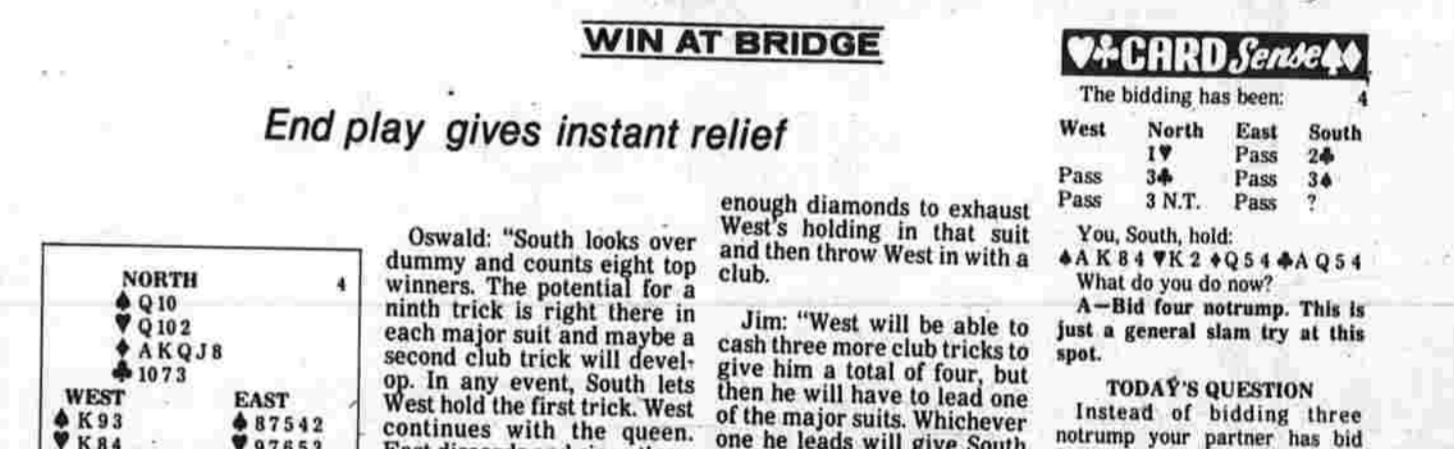 WIN AT BRIDGE
End play gives instant relief
NORTH 4
♠ Q 10
♥ Q 10 2
♦ A K Q J 8
♣ 10 7 3
WEST EAST
♠ K 9 3 ♠ 8 7 5 4 2
♥ K 8 4 ♥ 9 7 6 5 3
Oswald: "South looks over
dummy and counts eight top
winners. The potential for a
ninth trick is right there in
each major suit and maybe a
second club trick will devel-
op. In any event, South lets
West hold the first trick. West
continues with the queen.
enough diamonds to exhaust
West's holding in that suit
and then throw West in with a
club.
Jim: "West will be able to
cash three more club tricks to
give him a total of four, but
then he will have to lead one
of the major suits. Whichever
one he leads will give South
♥♣CARD Sense♠♦
The bidding has been: 4
West North East South
1♥ Pass 2♣
Pass 3♣ Pass 3♠
Pass 3 N.T. Pass ?
You, South, hold:
♠A K 8 4 ♥K 2 ♦Q 5 4 ♣A Q 5 4
What do you do now?
A—Bid four notrump. This is
just a general slam try at this
spot.
TODAY'S QUESTION
Instead of bidding three
notrump your partner has bid